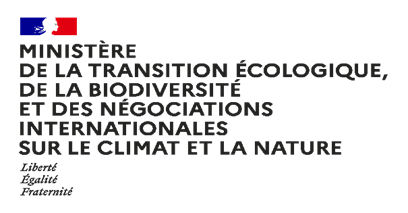 MINISTÈRE
DE LA TRANSITION ÉCOLOGIQUE,
DE LA BIODIVERSITÉ
ET DES NÉGOCIATIONS
INTERNATIONALES
SUR LE CLIMAT ET LA NATURE
Liberté
Égalité
Fraternité